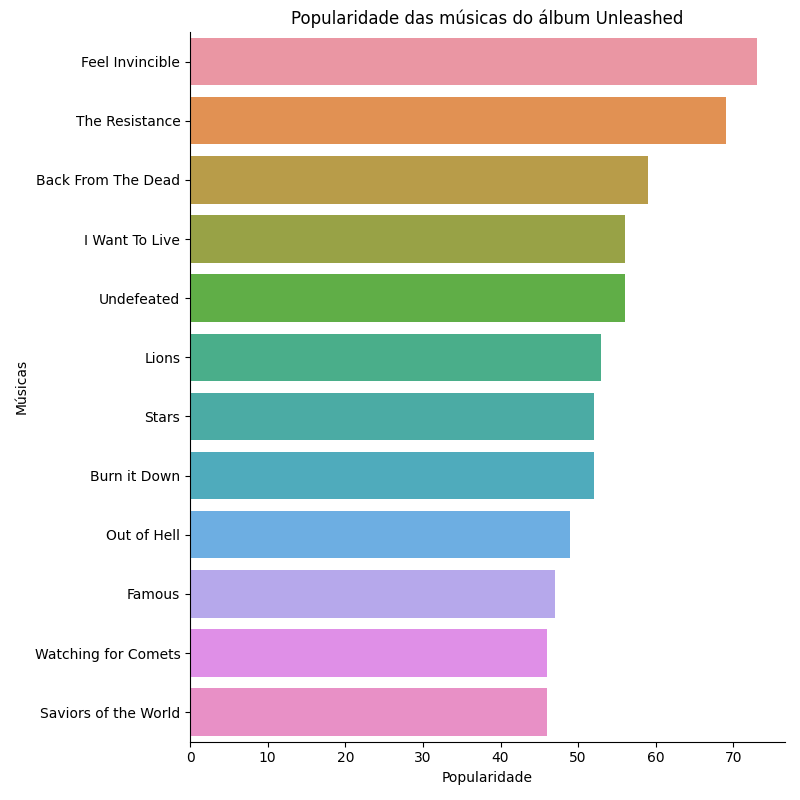 Popularidade das músicas do álbum Unleashed
Feel Invincible
The Resistance
Back From The Dead
I Want To Live
Undefeated
Lions
Stars
Burn it Down
Out of Hell
Famous
Watching for Comets
Saviors of the World
Músicas
0 10 20 30 40 50 60 70
Popularidade